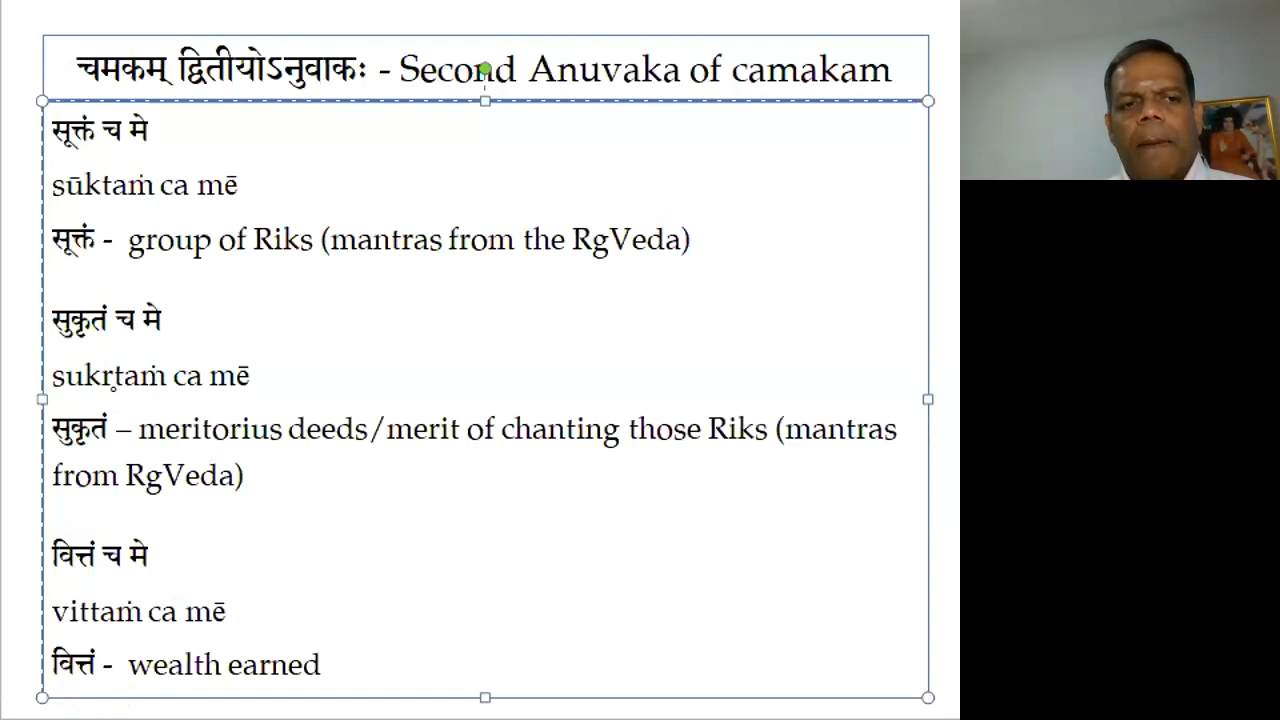 चमकम् द्वितीयोऽनुवाकः - Second Anuvaka of camakam
सूक्तं च मे
sūktaṁ ca mē
सूक्तं - group of Riks (mantras from the RgVeda)
सुकृतं च मे
sukr̥taṁ ca mē
सुकृतं – meritorius deeds/merit of chanting those Riks (mantras
from RgVeda)
वित्तं च मे
vittaṁ ca mē
वित्तं - wealth earned